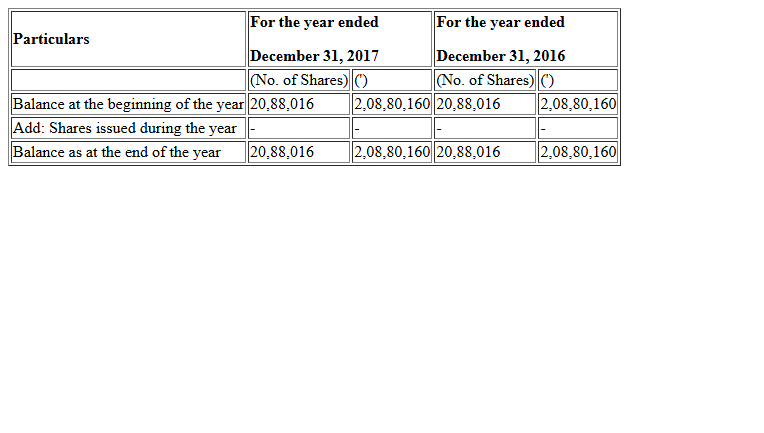 Particulars For the year ended December 31, 2017 For the year ended December 31, 2016
(No. of Shares) (') (No. of Shares) (')
Balance at the beginning of the year 20,88,016 2,08,80,160 20,88,016 2,08,80,160
Add: Shares issued during the year - - - -
Balance as at the end of the year 20,88,016 2,08,80,160 20,88,016 2,08,80,160